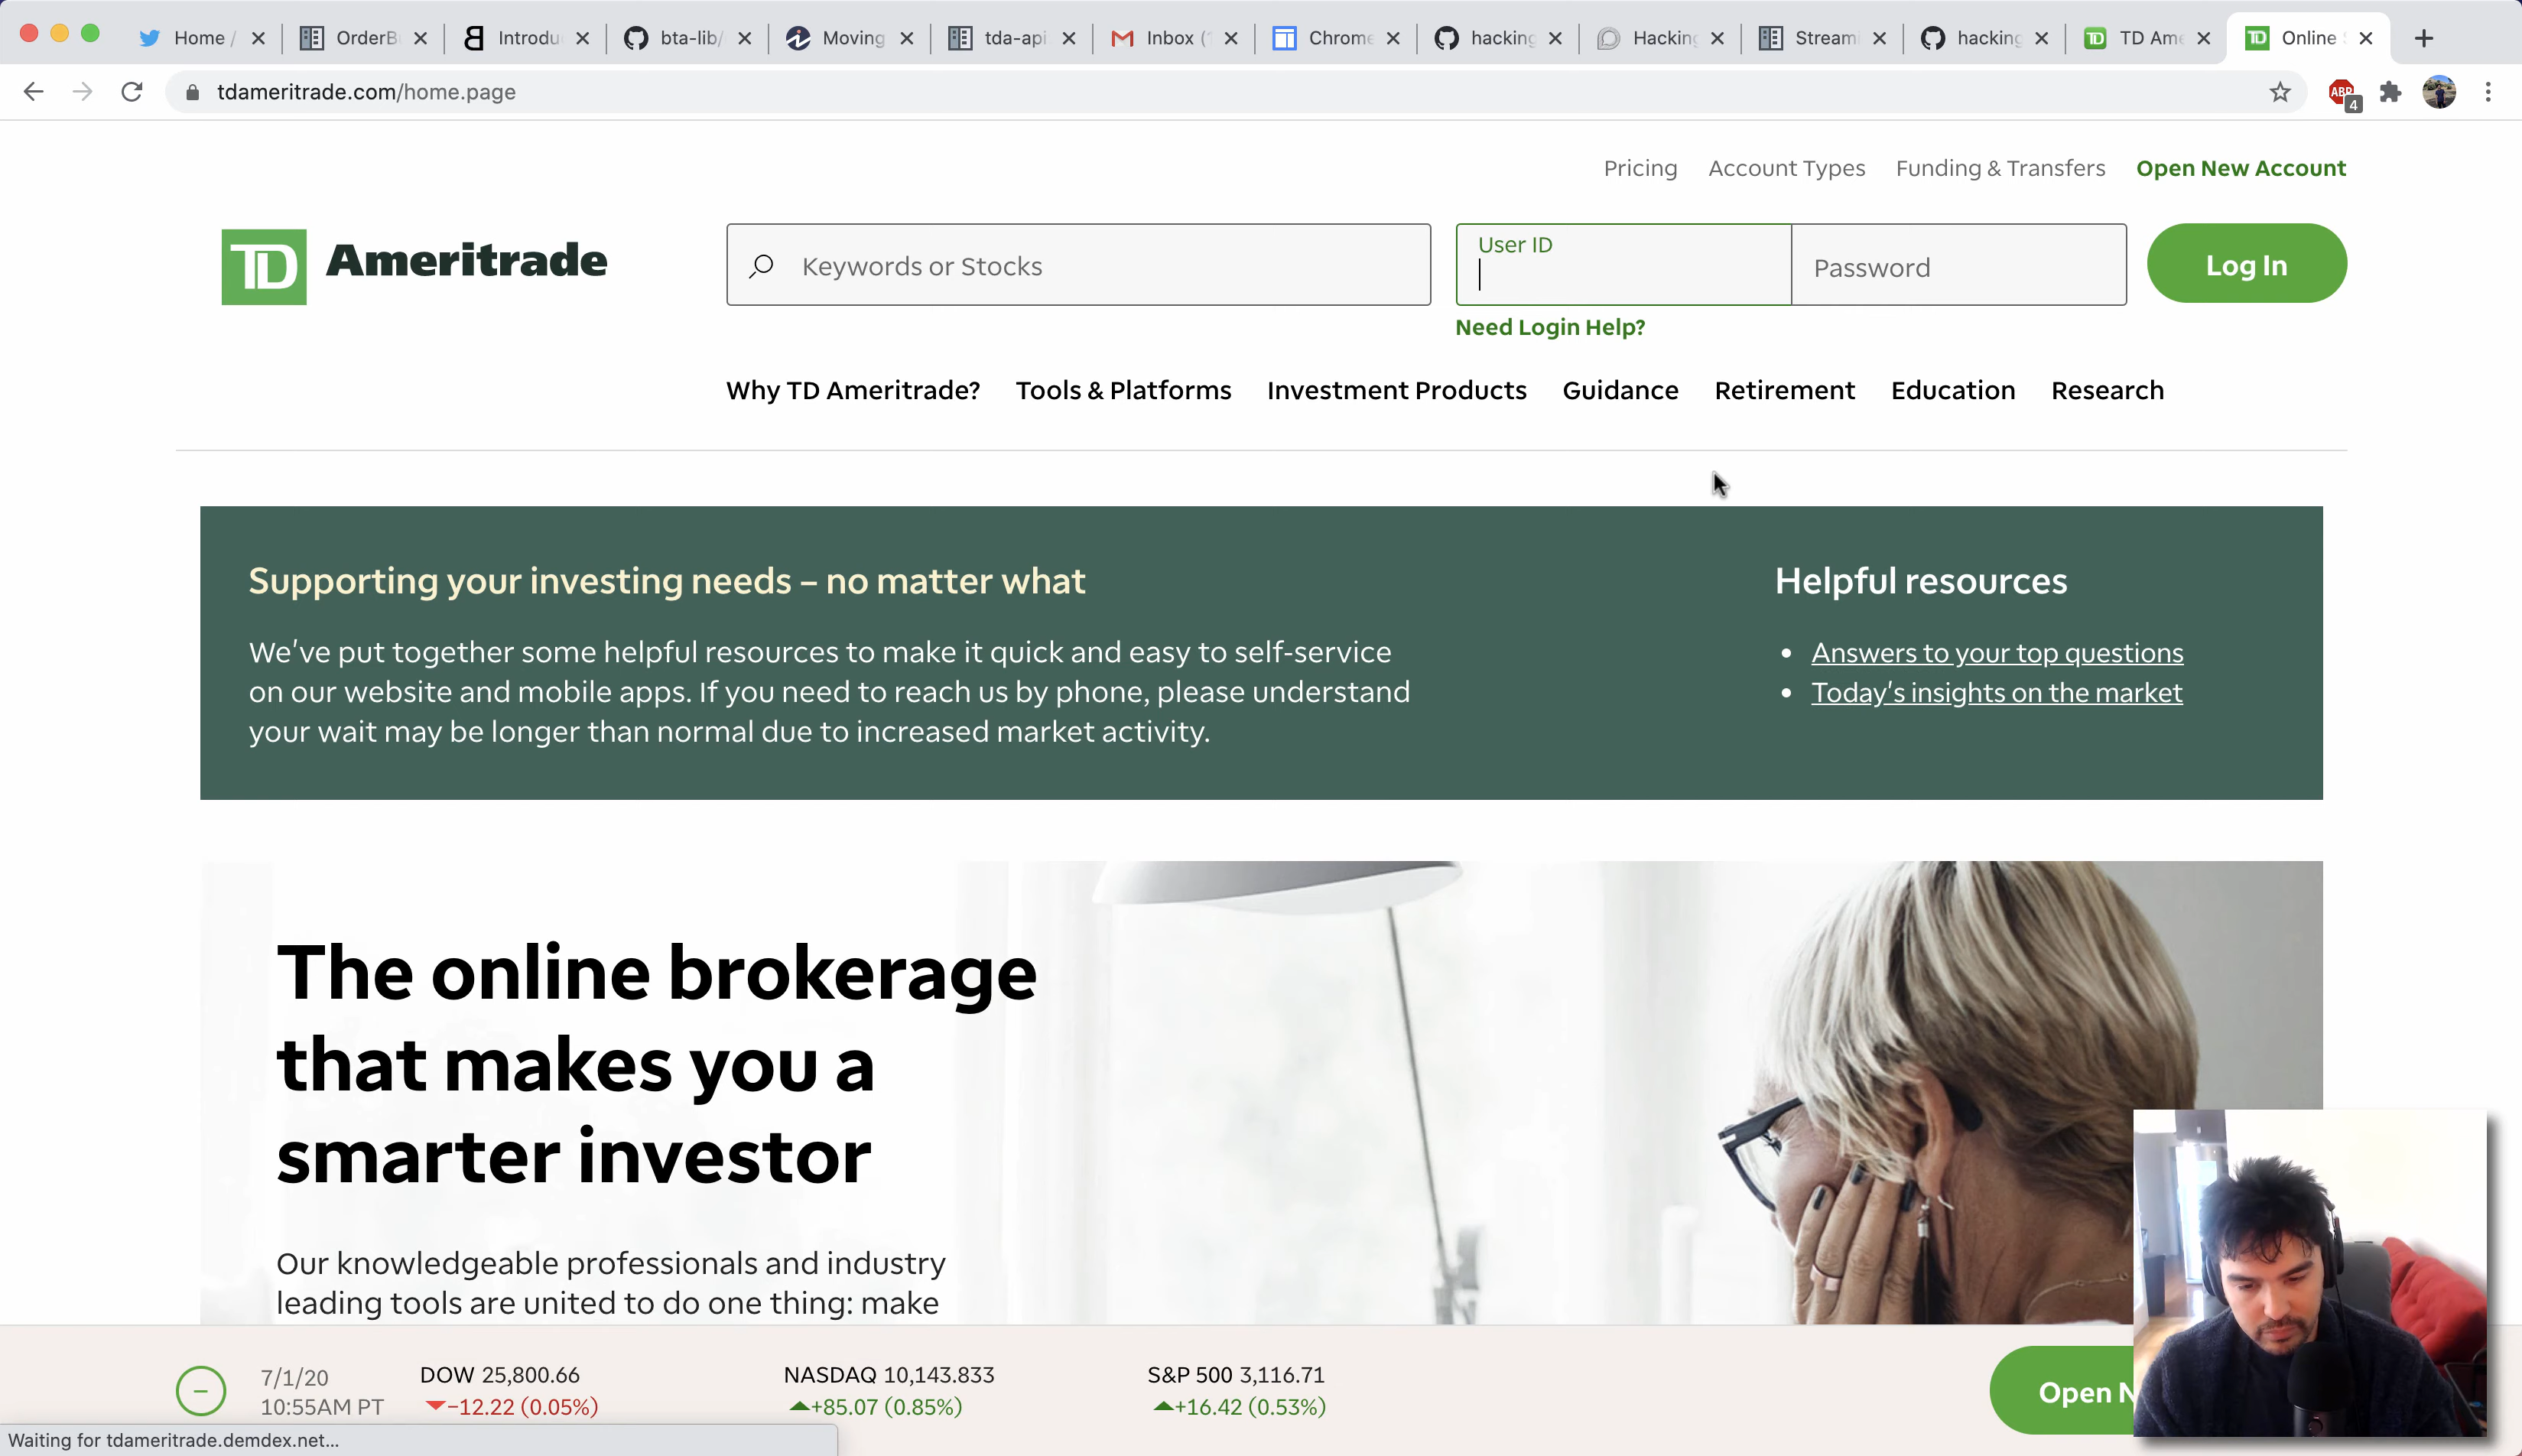 Home /
OrderB
Introdu
bta-lib/
Moving
tda-api
Inbox (
Chrome
hacking
Hacking
Stream
hacking
TD Ame
Online
tdameritrade.com/home.page
ABP
4
Pricing
Account Types
Funding & Transfers
Open New Account
TD Ameritrade
Keywords or Stocks
User ID
Password
Log In
Need Login Help?
Why TD Ameritrade?
Tools & Platforms
Investment Products
Guidance
Retirement
Education
Research
Supporting your investing needs – no matter what
We've put together some helpful resources to make it quick and easy to self-service
on our website and mobile apps. If you need to reach us by phone, please understand
your wait may be longer than normal due to increased market activity.
Helpful resources
• Answers to your top questions
• Today's insights on the market
The online brokerage
that makes you a
smarter investor
Our knowledgeable professionals and industry
leading tools are united to do one thing: make
7/1/20
10:55AM PT
DOW 25,800.66
−12.22 (0.05%)
NASDAQ 10,143.833
+85.07 (0.85%)
S&P 500 3,116.71
+16.42 (0.53%)
Open N
Waiting for tdameritrade.demdex.net...